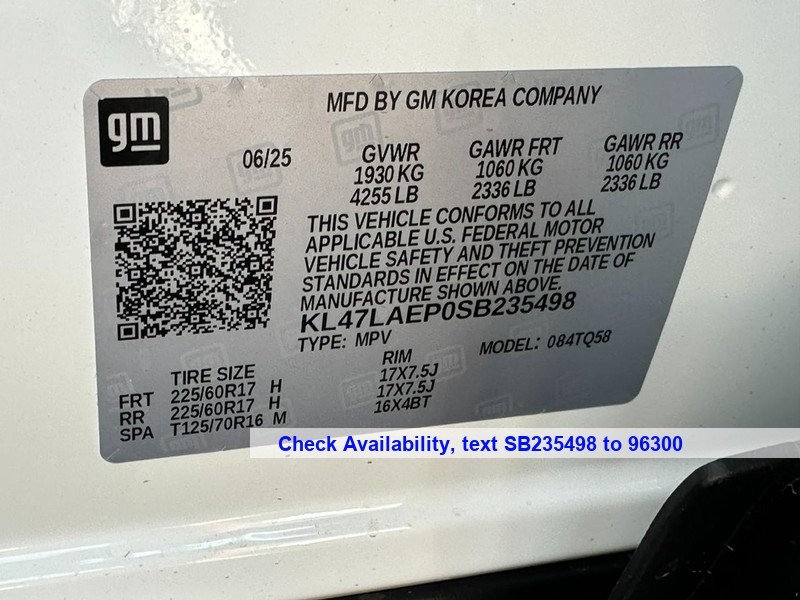 gm
MFD BY GM KOREA COMPANY
06/25
GVWR GAWR FRT GAWR RR
1930 KG 1060 KG 1060 KG
4255 LB 2336 LB 2336 LB
THIS VEHICLE CONFORMS TO ALL
APPLICABLE U.S. FEDERAL MOTOR
VEHICLE SAFETY AND THEFT PREVENTION
STANDARDS IN EFFECT ON THE DATE OF
MANUFACTURE SHOWN ABOVE.
KL47LAEP0SB235498
TYPE: MPV MODEL: 084TQ58
TIRE SIZE RIM
FRT 225/60R17 H 17X7.5J
RR 225/60R17 H 17X7.5J
SPA T125/70R16 M 16X4BT
Check Availability, text SB235498 to 96300